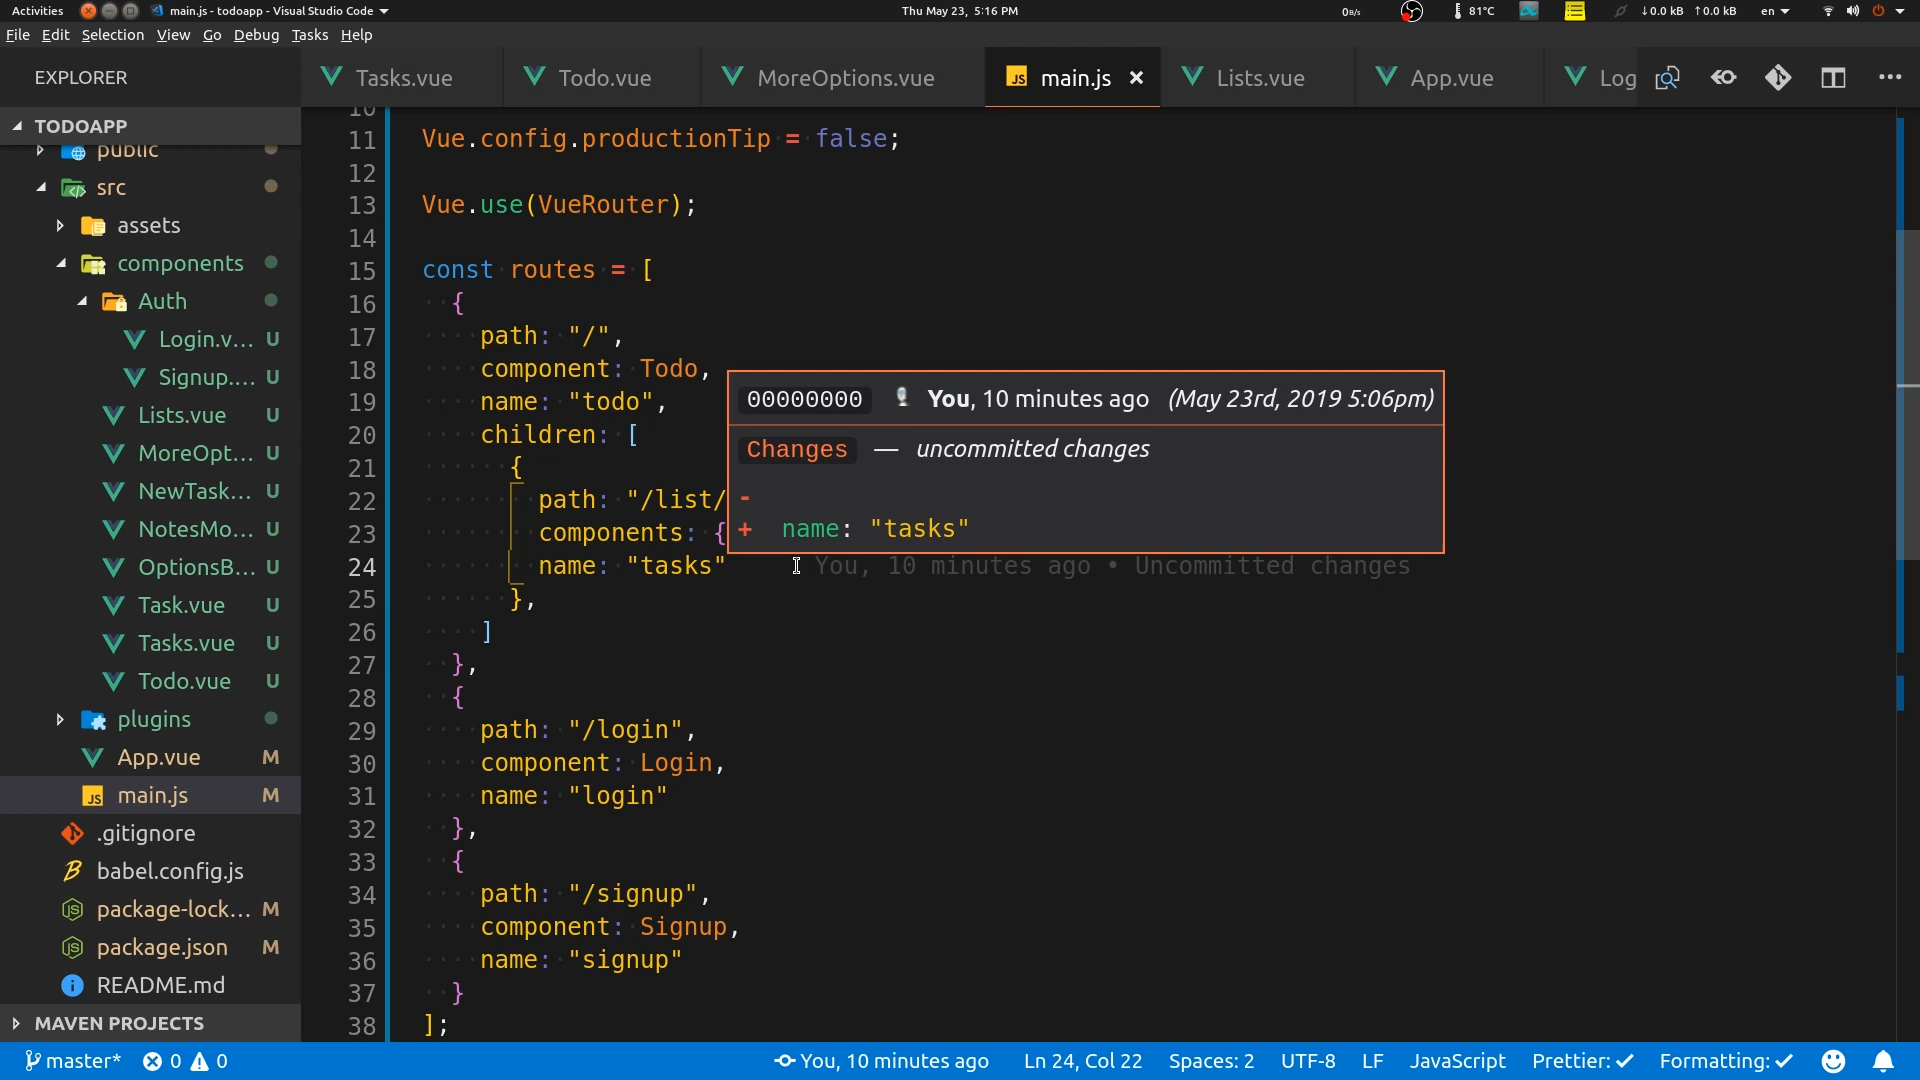 Activities main.js - todoapp - Visual Studio Code Thu May 23, 5:16 PM 0B/s 81°C ↓0.0 kB ↑0.0 kB en
File Edit Selection View Go Debug Tasks Help
EXPLORER
Tasks.vue Todo.vue MoreOptions.vue JS main.js × Lists.vue App.vue Log
TODOAPP
public
src
assets
components
Auth
Login.v... U
Signup.... U
Lists.vue U
MoreOpt... U
NewTask... U
NotesMo... U
OptionsB... U
Task.vue U
Tasks.vue U
Todo.vue U
plugins
App.vue M
JS main.js M
.gitignore
babel.config.js
package-lock... M
package.json M
README.md
MAVEN PROJECTS
10
11 Vue.config.productionTip = false;
12
13 Vue.use(VueRouter);
14
15 const routes = [
16 {
17 path: "/",
18 component: Todo,
19 name: "todo",
20 children: [
21 {
22 path: "/list/
23 components: {
24 name: "tasks" You, 10 minutes ago • Uncommitted changes
25 },
26 ]
27 },
28 {
29 path: "/login",
30 component: Login,
31 name: "login"
32 },
33 {
34 path: "/signup",
35 component: Signup,
36 name: "signup"
37 }
38 ];
00000000 You, 10 minutes ago (May 23rd, 2019 5:06pm)
Changes — uncommitted changes
-
+ name: "tasks"
master* 0 0 You, 10 minutes ago Ln 24, Col 22 Spaces: 2 UTF-8 LF JavaScript Prettier: ✓ Formatting: ✓